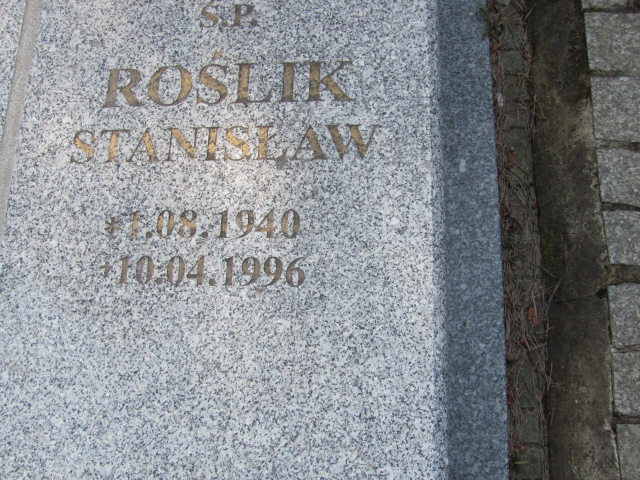 Ś.P.
ROŚLIK
STANISŁAW
*1.08.1940
+10.04.1996